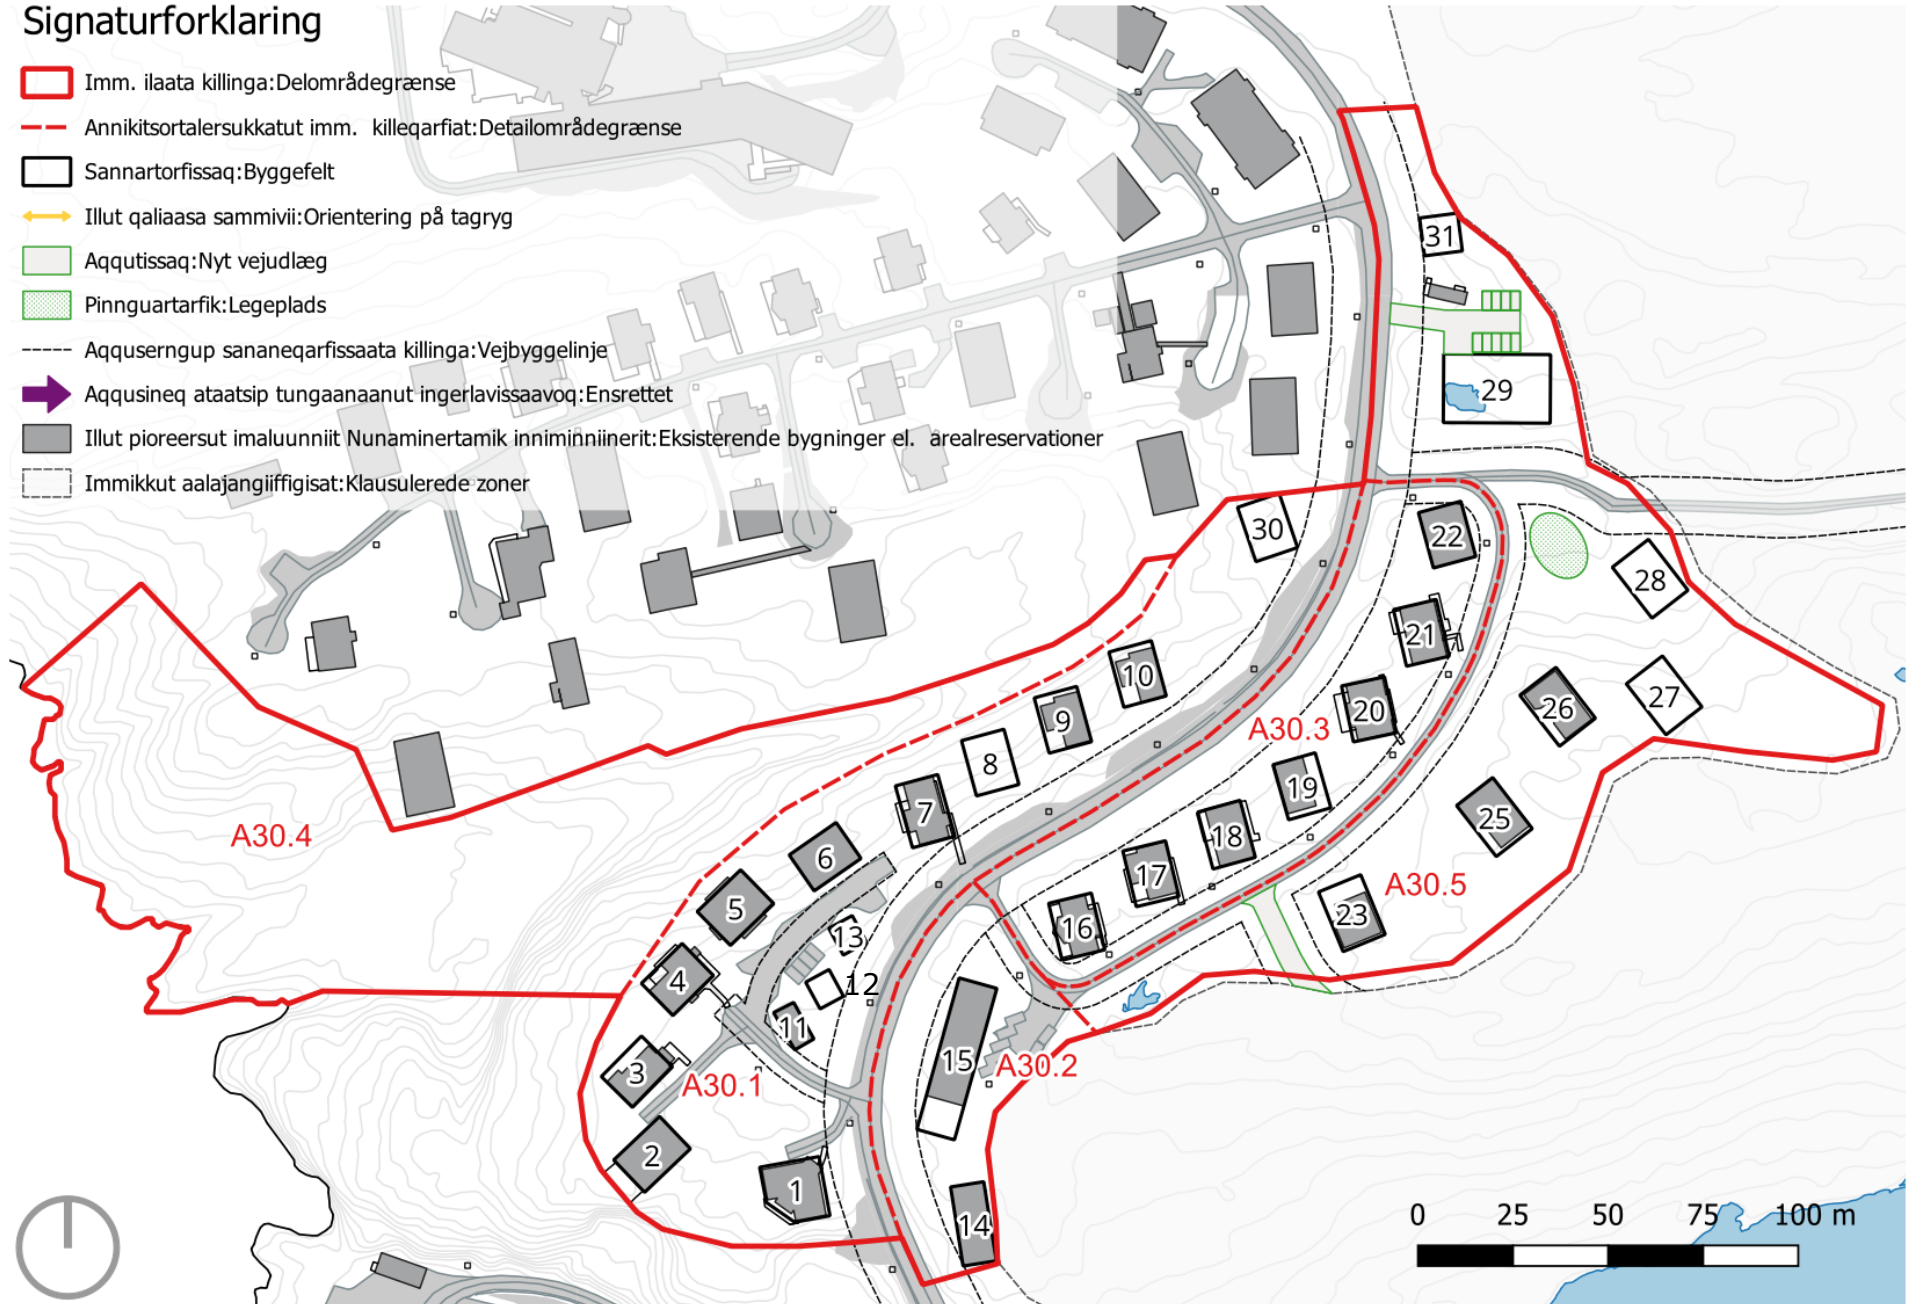 Signaturforklaring
Imm. ilaata killinga:Delområdegrænse
Annikitsortalersukkatut imm. killeqarfiat:Detailområdegrænse
Sannartorfissaq:Byggefelt
Illut qaliaasa sammivii:Orientering på tagryg
Aqqutissaq:Nyt vejudlæg
Pinnguartarfik:Legeplads
Aqquserngup sananeqarfissaata killinga:Vejbyggelinje
Aqqusineq ataatsip tungaanaanut ingerlavissaavoq:Ensrettet
Illut pioreersut imaluunniit Nunaminertamik inniminniinerit:Eksisterende bygninger el. arealreservationer
Immikkut aalajangiiffigisat:Klausulerede zoner
31
29
30
22
28
21
10
27
26
20
9
A30.3
8
19
7
25
A30.4
18
6
17
A30.5
5
23
16
13
4
12
11
15
A30.2
3
A30.1
2
1
14
0 25 50 75 100 m